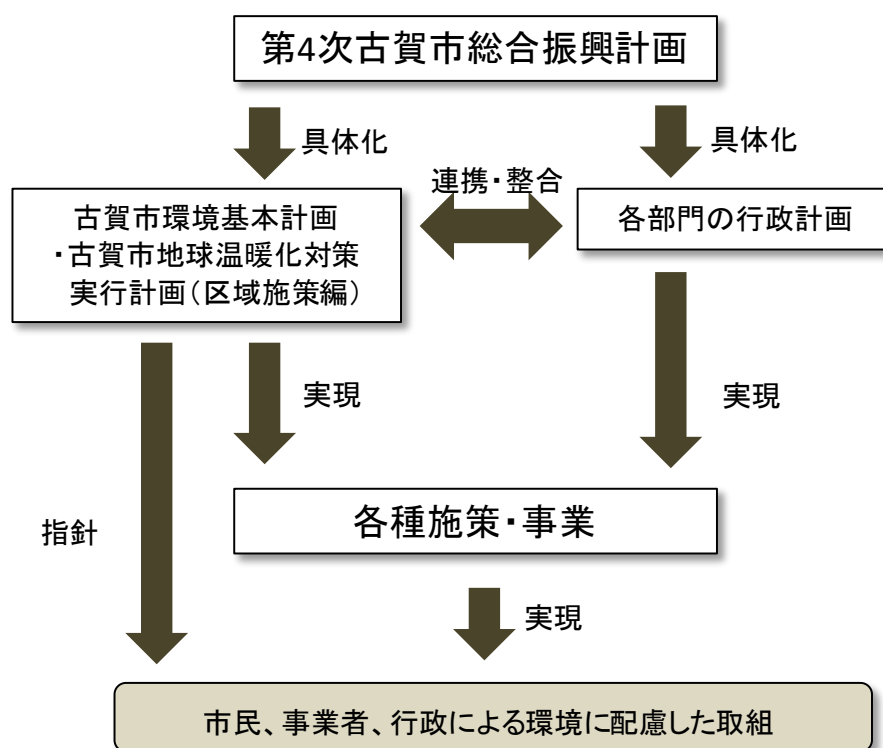 第4次古賀市総合振興計画
具体化
具体化
連携・整合
古賀市環境基本計画
・古賀市地球温暖化対策
実行計画（区域施策編）
各部門の行政計画
実現
実現
各種施策・事業
指針
実現
市民、事業者、行政による環境に配慮した取組